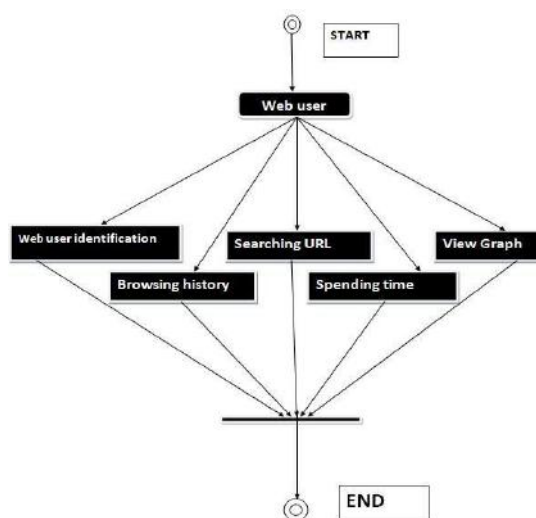 START
Web user
Web user identification
Searching URL
View Graph
Browsing history
Spending time
END